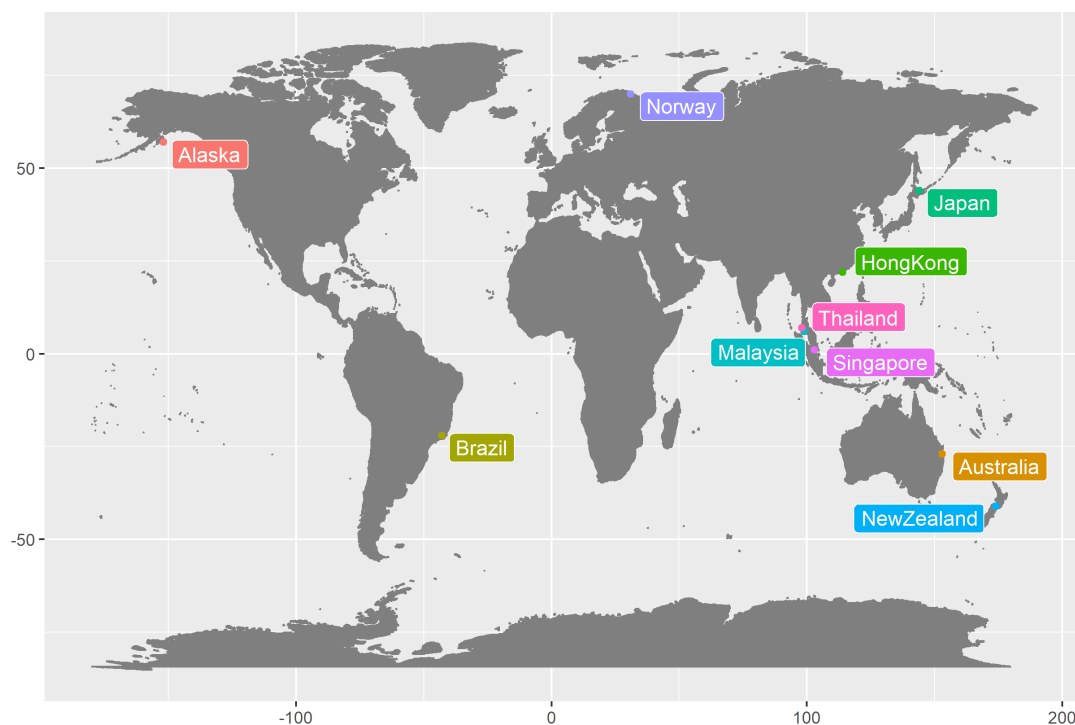 Norway
Alaska
50
Japan
HongKong
Thailand
0
Malaysia
Singapore
Brazil
Australia
NewZealand
-50
-100
0
100
200